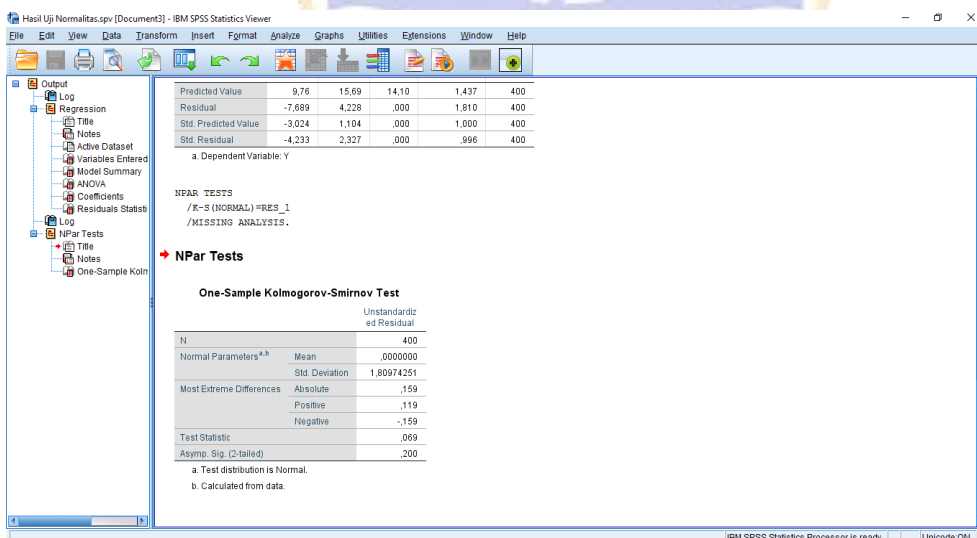 Hasil Uji Normalitas.spv [Document3] - IBM SPSS Statistics Viewer
File Edit View Data Transform Insert Format Analyze Graphs Utilities Extensions Window Help
Output
Log
Regression
Title
Notes
Active Dataset
Variables Entered
Model Summary
ANOVA
Coefficients
Residuals Statisti
Log
NPar Tests
Title
Notes
One-Sample Kolm
Predicted Value 9,76 15,69 14,10 1,437 400
Residual -7,689 4,228 ,000 1,810 400
Std. Predicted Value -3,024 1,104 ,000 1,000 400
Std. Residual -4,233 2,327 ,000 ,996 400
a. Dependent Variable: Y
NPAR TESTS
/K-S(NORMAL)=RES_1
/MISSING ANALYSIS.
NPar Tests
One-Sample Kolmogorov-Smirnov Test
Unstandardiz
ed Residual
N 400
Normal Parameters a,b Mean ,0000000
Std. Deviation 1,80974251
Most Extreme Differences Absolute ,159
Positive ,119
Negative -,159
Test Statistic ,069
Asymp. Sig. (2-tailed) ,200
a. Test distribution is Normal.
b. Calculated from data.
IBM SPSS Statistics Processor is ready Unicode:ON